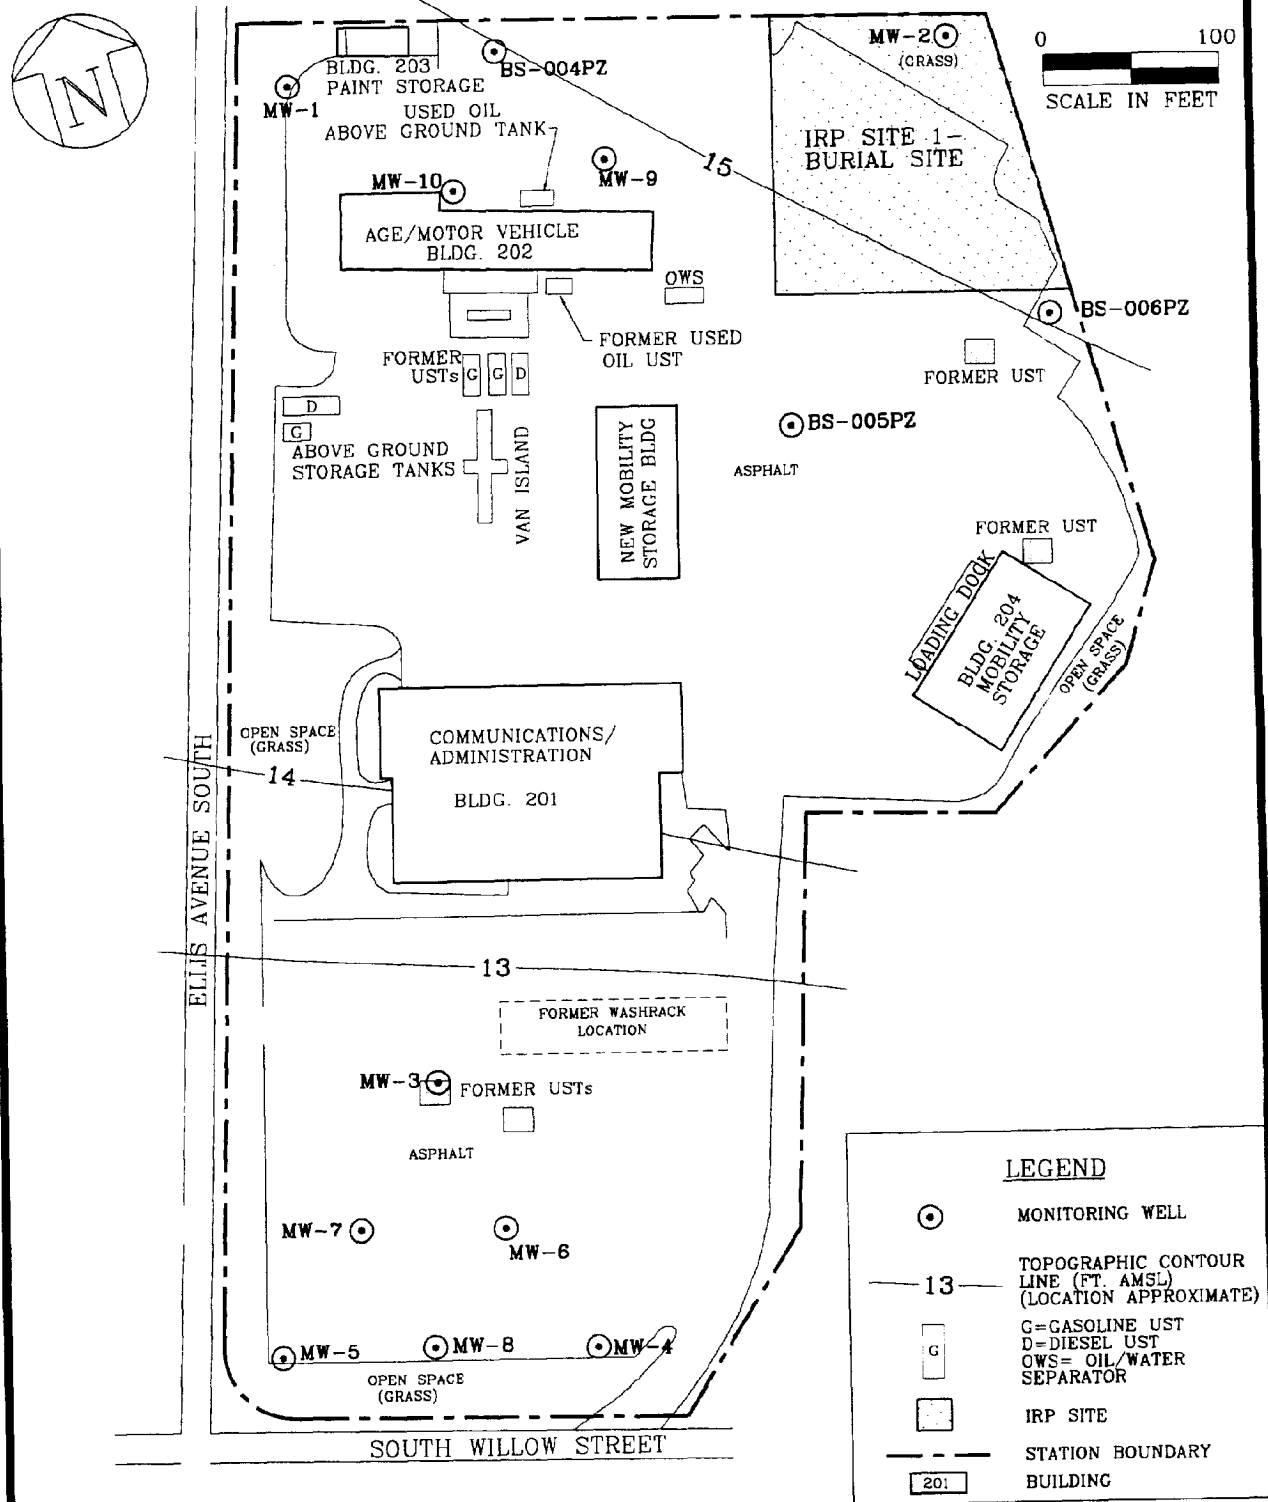 N
BLDG. 203
PAINT STORAGE
MW-1
BS-004PZ
USED OIL
ABOVE GROUND TANK
MW-2
(GRASS)
0 100
SCALE IN FEET
IRP SITE 1-
BURIAL SITE
15
MW-9
MW-10
AGE/MOTOR VEHICLE
BLDG. 202
OWS
BS-006PZ
FORMER USED
OIL UST
FORMER
USTs
G G D
FORMER UST
D
G
ABOVE GROUND
STORAGE TANKS
VAN ISLAND
NEW MOBILITY
STORAGE BLDG
BS-005PZ
ASPHALT
FORMER UST
LOADING DOCK
BLDG. 204
MOBILITY
STORAGE
OPEN SPACE
(GRASS)
OPEN SPACE
(GRASS)
14
COMMUNICATIONS/
ADMINISTRATION
BLDG. 201
ELLIS AVENUE SOUTH
13
FORMER WASHRACK
LOCATION
MW-3
FORMER USTs
ASPHALT
MW-7
MW-6
MW-5
MW-8
MW-4
OPEN SPACE
(GRASS)
SOUTH WILLOW STREET
LEGEND
MONITORING WELL
13
TOPOGRAPHIC CONTOUR
LINE (FT. AMSL)
(LOCATION APPROXIMATE)
G
G=GASOLINE UST
D=DIESEL UST
OWS= OIL/WATER
SEPARATOR
IRP SITE
STATION BOUNDARY
201
BUILDING